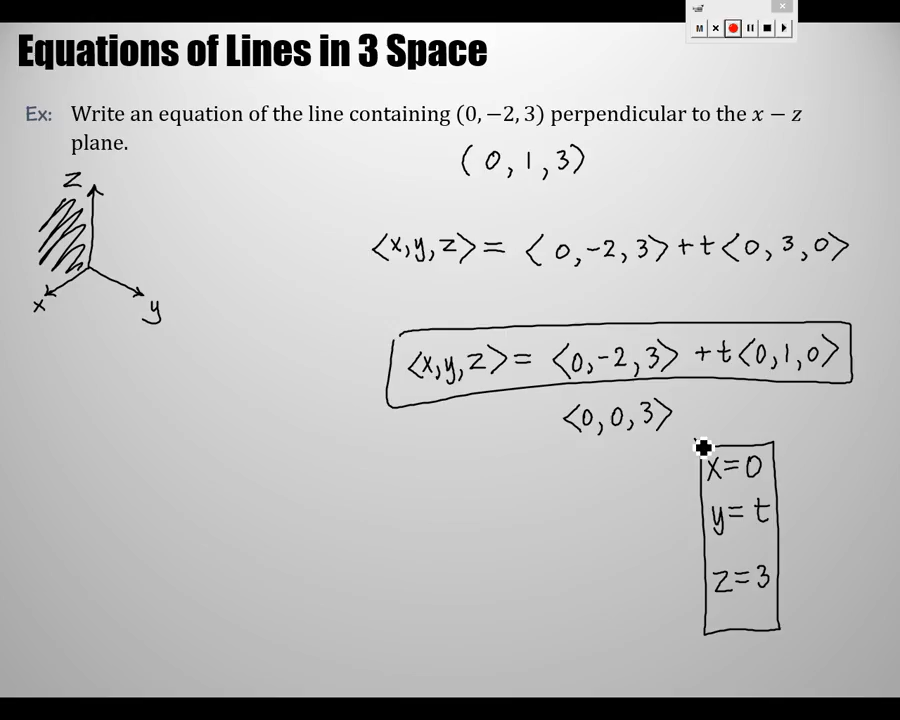 Equations of Lines in 3 Space
Ex: Write an equation of the line containing (0, −2, 3) perpendicular to the x − z
plane.
(0, 1, 3)
z
x
y
<x,y,z> = <0,-2,3> + t<0,3,0>
<x,y,z> = <0,-2,3> + t<0,1,0>
<0,0,3>
x=0
y=t
z=3
M